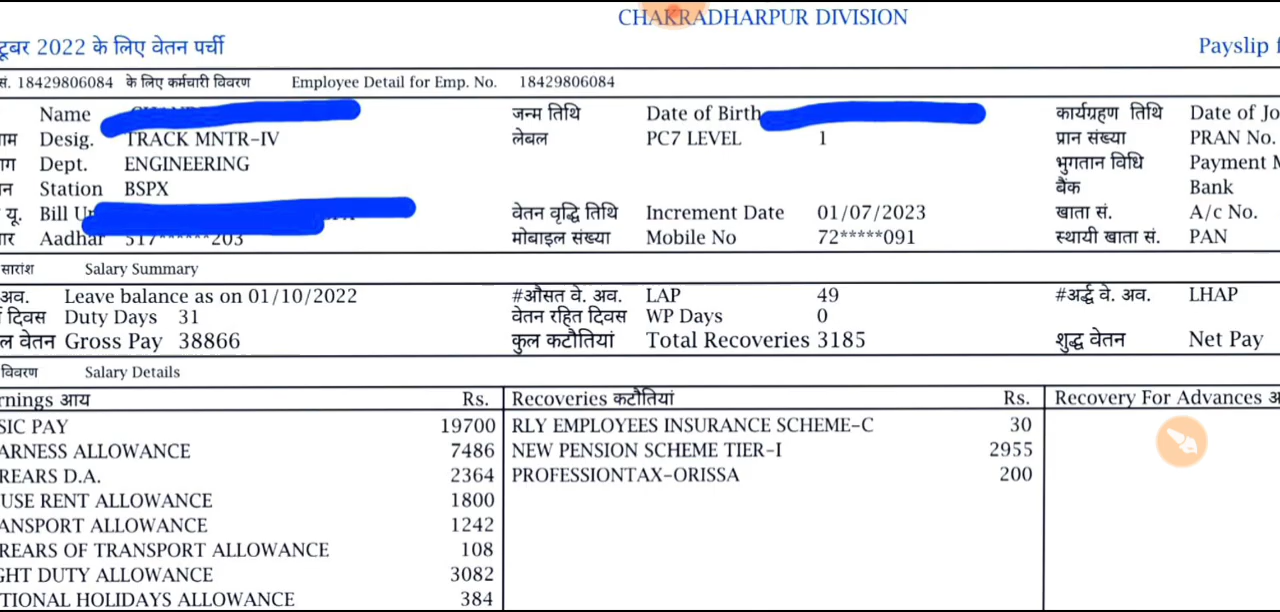 CHAKRADHARPUR DIVISION
टूबर 2022 के लिए वेतन पर्ची Payslip f
सं. 18429806084 के लिए कर्मचारी विवरण Employee Detail for Emp. No. 18429806084
Name जन्म तिथि Date of Birth कार्यग्रहण तिथि Date of Jo
ाम Desig. TRACK MNTR-IV लेबल PC7 LEVEL 1 प्रान संख्या PRAN No.
ाग Dept. ENGINEERING भुगतान विधि Payment M
न Station BSPX बैंक Bank
यू. Bill U वेतन वृद्धि तिथि Increment Date 01/07/2023 खाता सं. A/c No.
ार Aadhar 517******203 मोबाइल संख्या Mobile No 72*****091 स्थायी खाता सं. PAN
सारांश Salary Summary
अव. Leave balance as on 01/10/2022 #औसत वे. अव. LAP 49 #अर्द्ध वे. अव. LHAP
दिवस Duty Days 31 वेतन रहित दिवस WP Days 0
ल वेतन Gross Pay 38866 कुल कटौतियां Total Recoveries 3185 शुद्ध वेतन Net Pay
विवरण Salary Details
rnings आय Rs. Recoveries कटौतियां Rs. Recovery For Advances अ
SIC PAY 19700 RLY EMPLOYEES INSURANCE SCHEME-C 30
ARNESS ALLOWANCE 7486 NEW PENSION SCHEME TIER-I 2955
REARS D.A. 2364 PROFESSIONTAX-ORISSA 200
USE RENT ALLOWANCE 1800
ANSPORT ALLOWANCE 1242
REARS OF TRANSPORT ALLOWANCE 108
GHT DUTY ALLOWANCE 3082
TIONAL HOLIDAYS ALLOWANCE 384